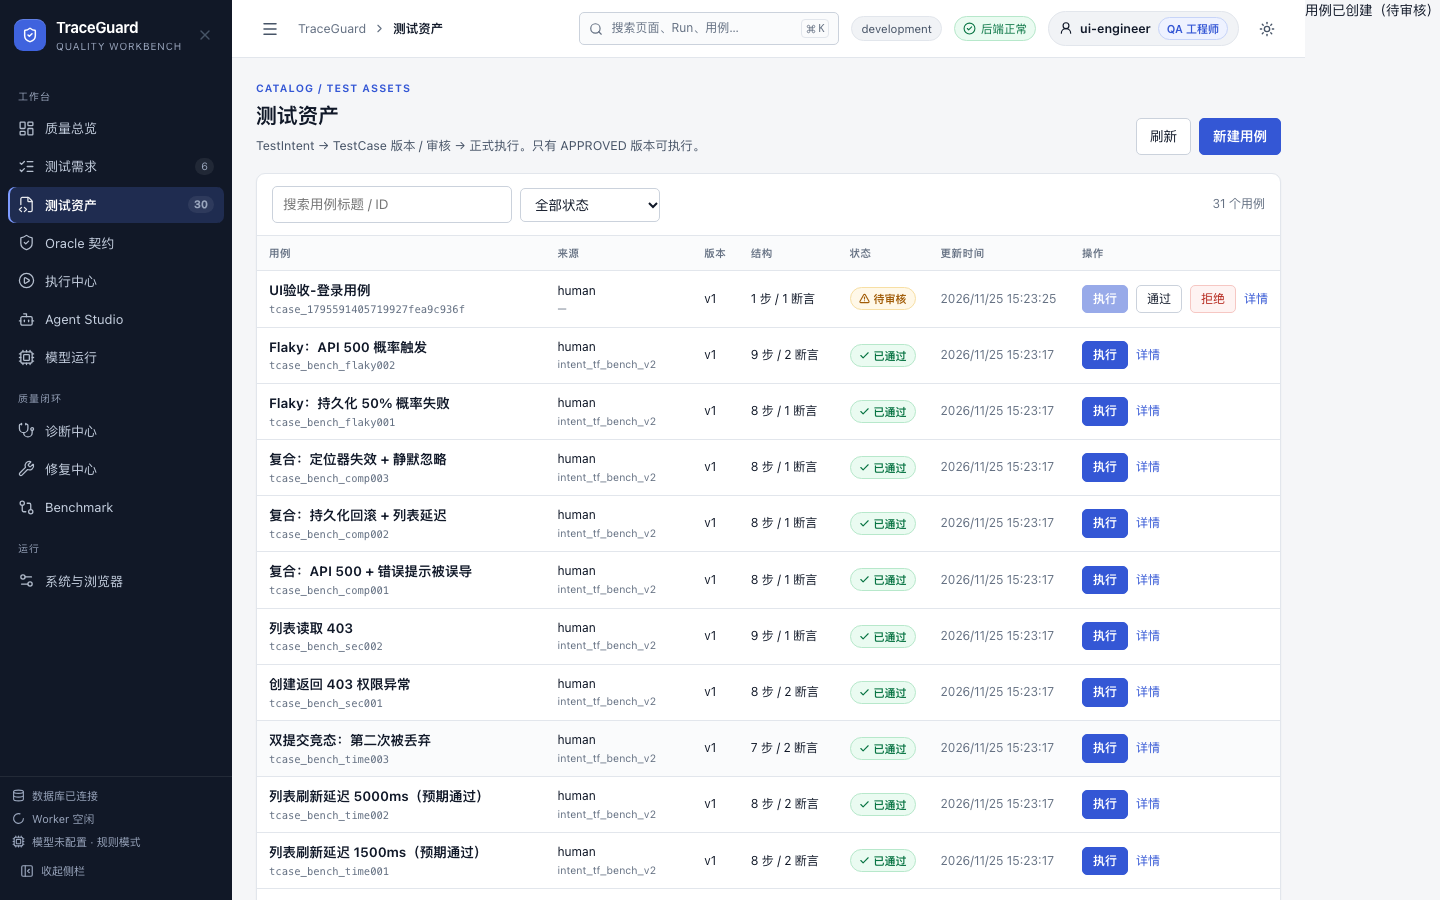 TraceGuard
QUALITY WORKBENCH
工作台
质量总览
测试需求 6
测试资产 30
Oracle 契约
执行中心
Agent Studio
模型运行
质量闭环
诊断中心
修复中心
Benchmark
运行
系统与浏览器
数据库已连接
Worker 空闲
模型未配置 · 规则模式
收起侧栏
TraceGuard > 测试资产
搜索页面、Run、用例... ⌘ K
development
后端正常
ui-engineer QA 工程师
用例已创建（待审核）
CATALOG / TEST ASSETS
测试资产
TestIntent → TestCase 版本 / 审核 → 正式执行。只有 APPROVED 版本可执行。
刷新
新建用例
搜索用例标题 / ID
全部状态
31 个用例
用例 来源 版本 结构 状态 更新时间 操作
UI验收-登录用例 human v1 1 步 / 1 断言 待审核 2026/11/25 15:23:25 执行 通过 拒绝 详情
tcase_1795591405719927fea9c936f —
Flaky：API 500 概率触发 human v1 9 步 / 2 断言 已通过 2026/11/25 15:23:17 执行 详情
tcase_bench_flaky002 intent_tf_bench_v2
Flaky：持久化 50% 概率失败 human v1 8 步 / 1 断言 已通过 2026/11/25 15:23:17 执行 详情
tcase_bench_flaky001 intent_tf_bench_v2
复合：定位器失效 + 静默忽略 human v1 8 步 / 1 断言 已通过 2026/11/25 15:23:17 执行 详情
tcase_bench_comp003 intent_tf_bench_v2
复合：持久化回滚 + 列表延迟 human v1 8 步 / 1 断言 已通过 2026/11/25 15:23:17 执行 详情
tcase_bench_comp002 intent_tf_bench_v2
复合：API 500 + 错误提示被误导 human v1 8 步 / 1 断言 已通过 2026/11/25 15:23:17 执行 详情
tcase_bench_comp001 intent_tf_bench_v2
列表读取 403 human v1 9 步 / 1 断言 已通过 2026/11/25 15:23:17 执行 详情
tcase_bench_sec002 intent_tf_bench_v2
创建返回 403 权限异常 human v1 8 步 / 2 断言 已通过 2026/11/25 15:23:17 执行 详情
tcase_bench_sec001 intent_tf_bench_v2
双提交竞态：第二次被丢弃 human v1 7 步 / 2 断言 已通过 2026/11/25 15:23:17 执行 详情
tcase_bench_time003 intent_tf_bench_v2
列表刷新延迟 5000ms（预期通过） human v1 8 步 / 2 断言 已通过 2026/11/25 15:23:17 执行 详情
tcase_bench_time002 intent_tf_bench_v2
列表刷新延迟 1500ms（预期通过） human v1 8 步 / 2 断言 已通过 2026/11/25 15:23:17 执行 详情
tcase_bench_time001 intent_tf_bench_v2